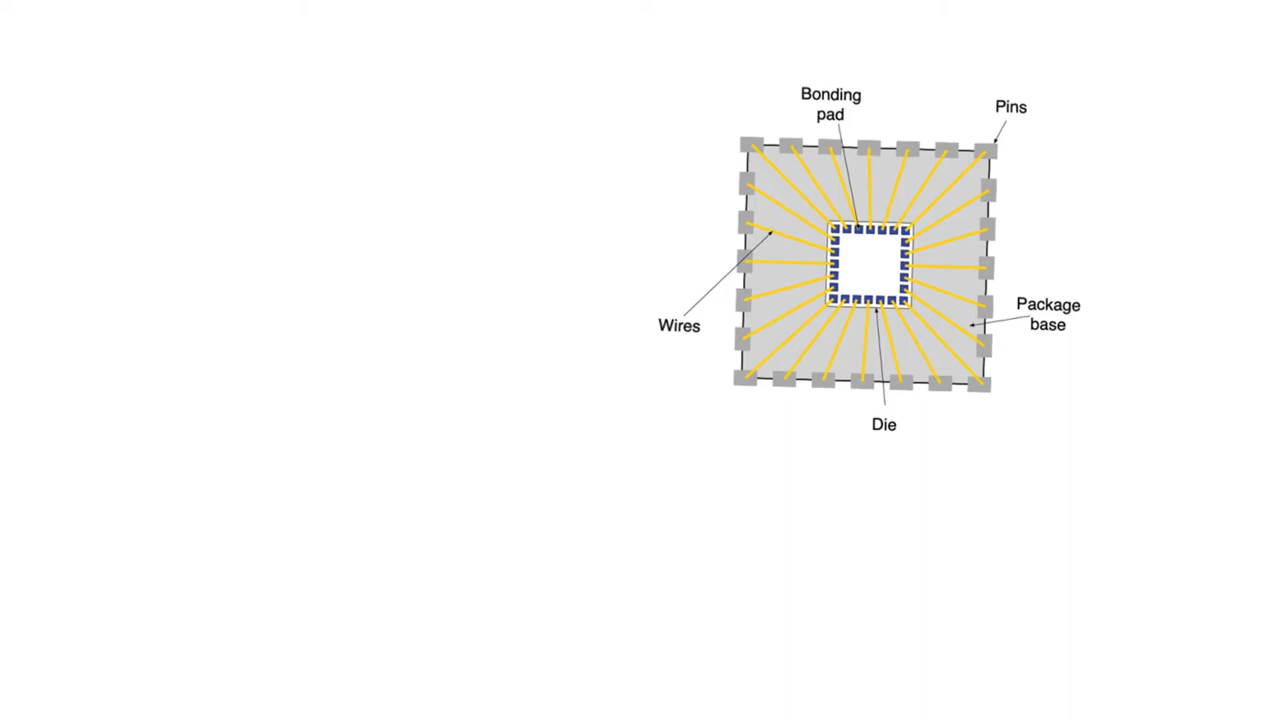 Bonding
pad
Pins
Wires
Package
base
Die